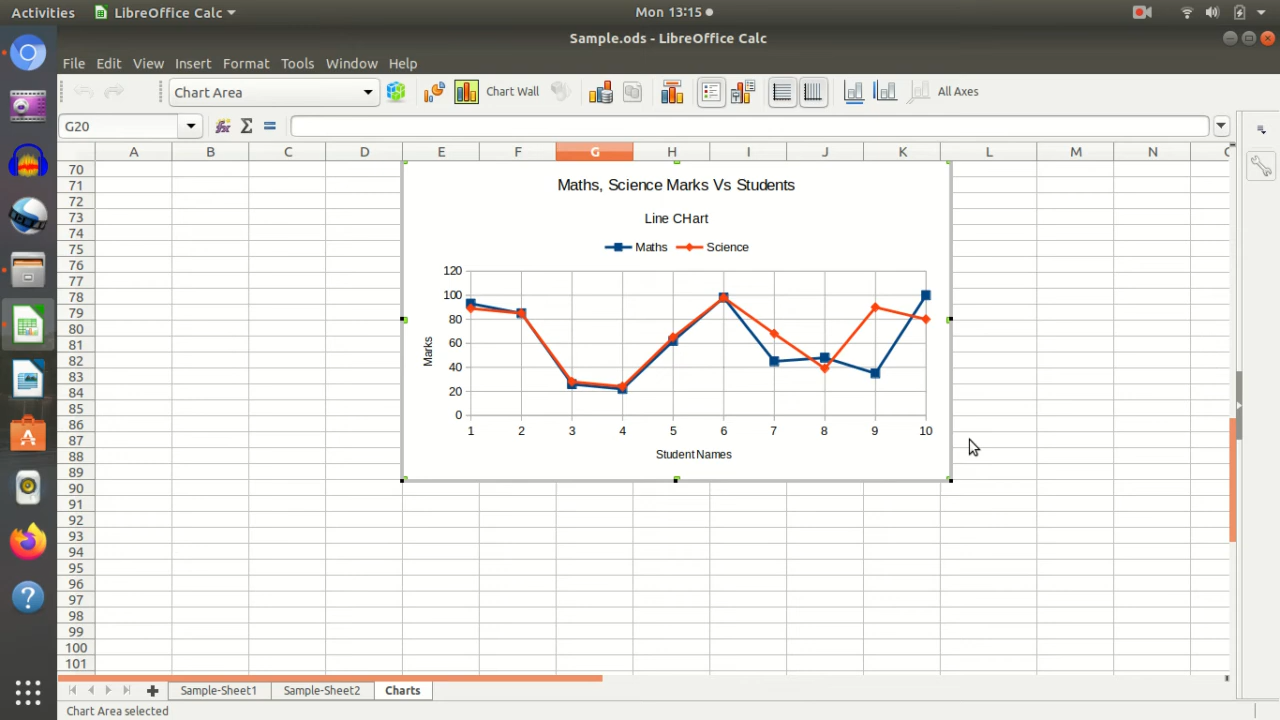 Activities LibreOffice Calc Mon 13:15
Sample.ods - LibreOffice Calc
File Edit View Insert Format Tools Window Help
Chart Area Chart Wall All Axes
G20
A B C D E F G H I J K L M N
70
71
72
73
74
75
76
77
78
79
80
81
82
83
84
85
86
87
88
89
90
91
92
93
94
95
96
97
98
99
100
101
Maths, Science Marks Vs Students
Line CHart
Maths Science
120
100
80
60
40
20
0
Marks
1 2 3 4 5 6 7 8 9 10
Student Names
Sample-Sheet1 Sample-Sheet2 Charts
Chart Area selected